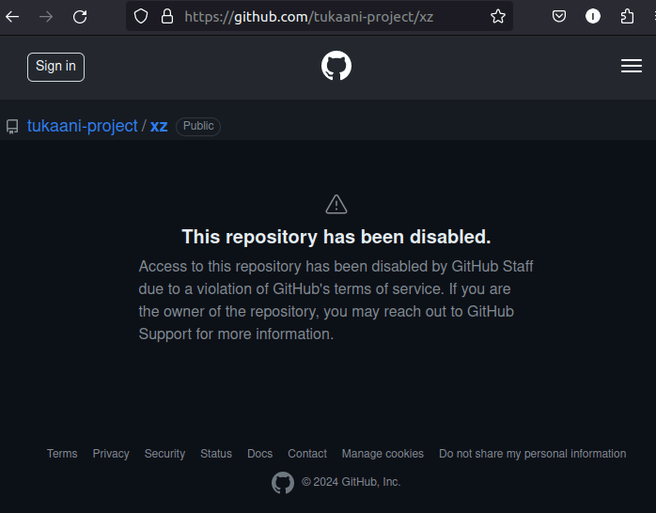 https://github.com/tukaani-project/xz
Sign in
tukaani-project / xz Public
This repository has been disabled.
Access to this repository has been disabled by GitHub Staff
due to a violation of GitHub's terms of service. If you are
the owner of the repository, you may reach out to GitHub
Support for more information.
Terms Privacy Security Status Docs Contact Manage cookies Do not share my personal information
© 2024 GitHub, Inc.